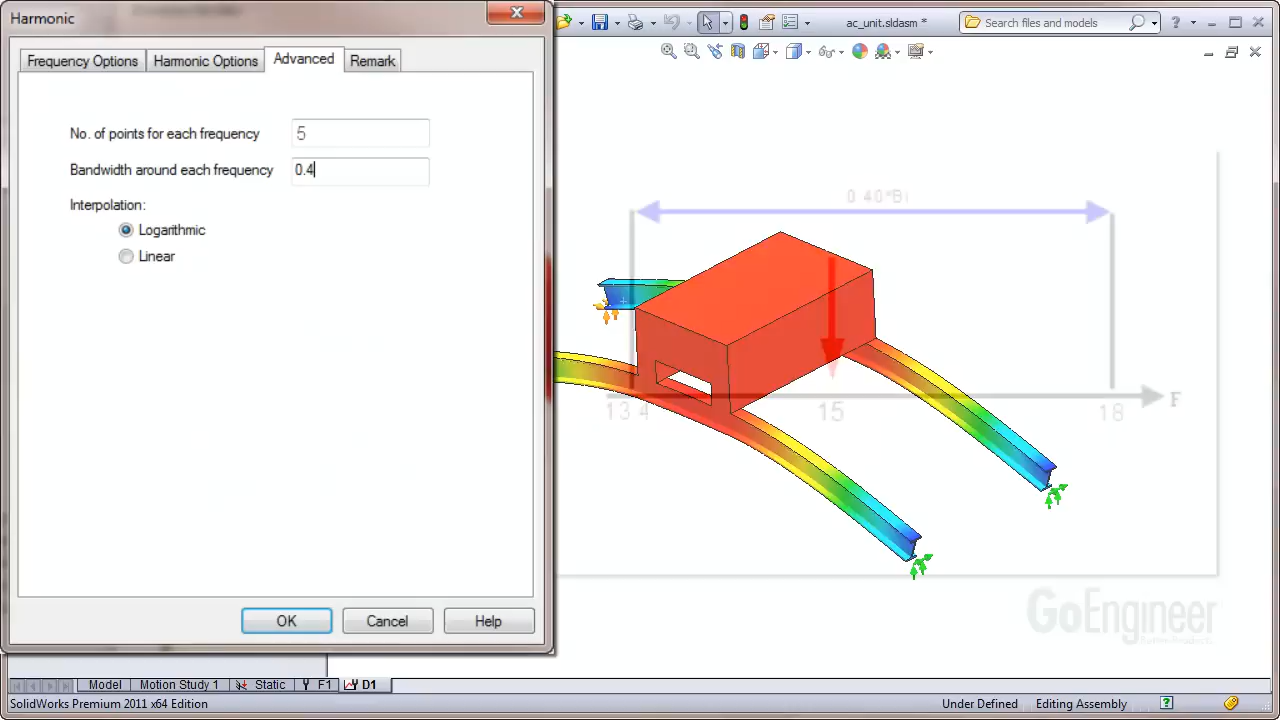 Harmonic
ac_unit.sldasm *
Search files and models
Frequency Options
Harmonic Options
Advanced
Remark
No. of points for each frequency
5
Bandwidth around each frequency
0.4
Interpolation:
Logarithmic
Linear
0.40*Bi
13.4
15
18
F
OK
Cancel
Help
GoEngineer
Model
Motion Study 1
Static
F1
D1
SolidWorks Premium 2011 x64 Edition
Under Defined
Editing Assembly